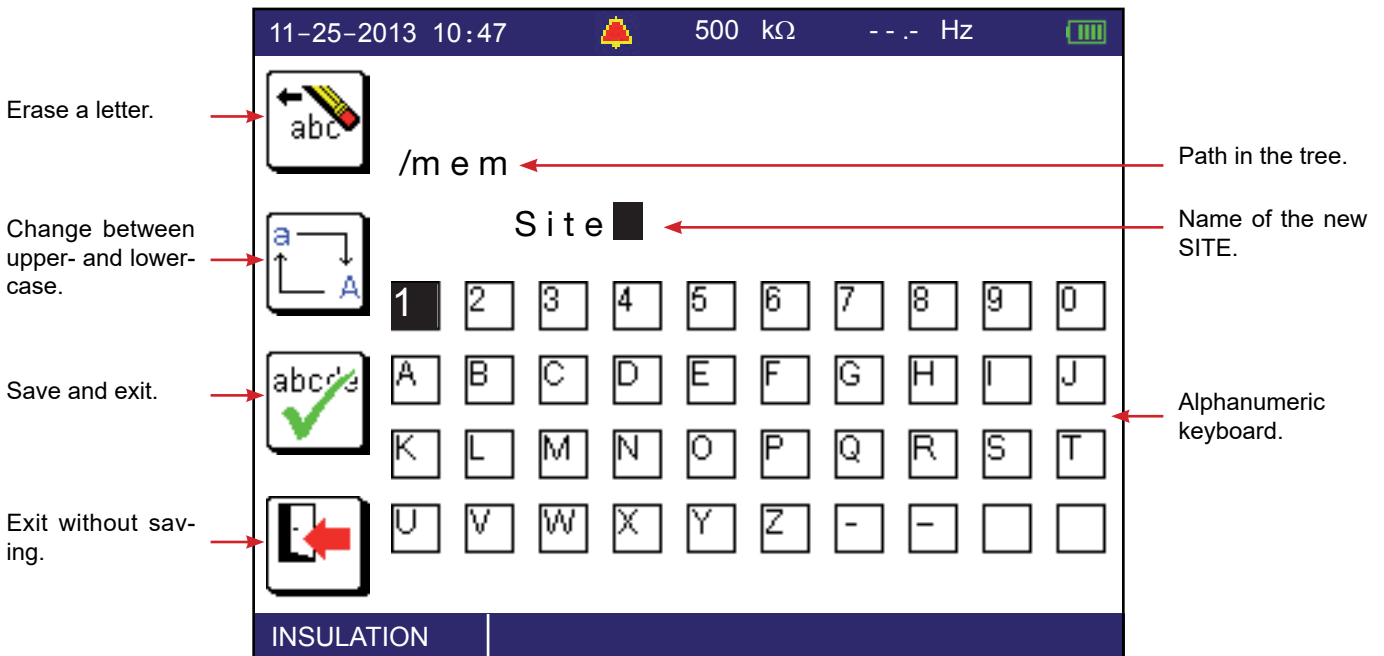 11-25-2013 10:47 500 kΩ - - .- Hz
Erase a letter.
abc
/mem
Path in the tree.
Site
Name of the new
SITE.
Change between
upper- and lower-
case.
a
A
1 2 3 4 5 6 7 8 9 0
Save and exit.
abcde
A B C D E F G H I J
Alphanumeric
keyboard.
K L M N O P Q R S T
Exit without sav-
ing.
U V W X Y Z - –
INSULATION